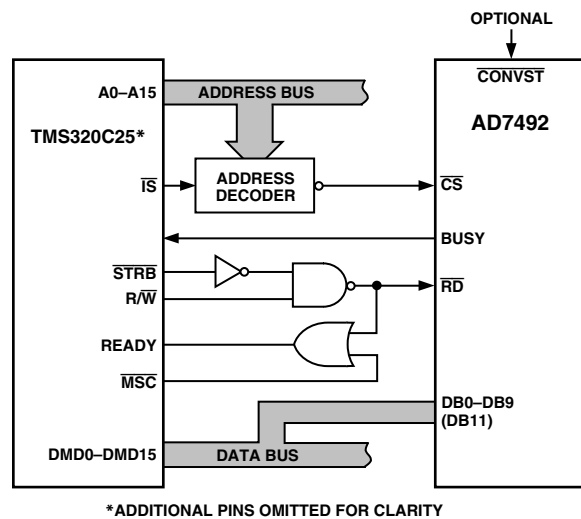 OPTIONAL
A0–A15
ADDRESS BUS
CONVST
TMS320C25*
AD7492
IS
ADDRESS
DECODER
CS
BUSY
STRB
R/W
RD
READY
MSC
DB0–DB9
(DB11)
DMD0–DMD15
DATA BUS
*ADDITIONAL PINS OMITTED FOR CLARITY